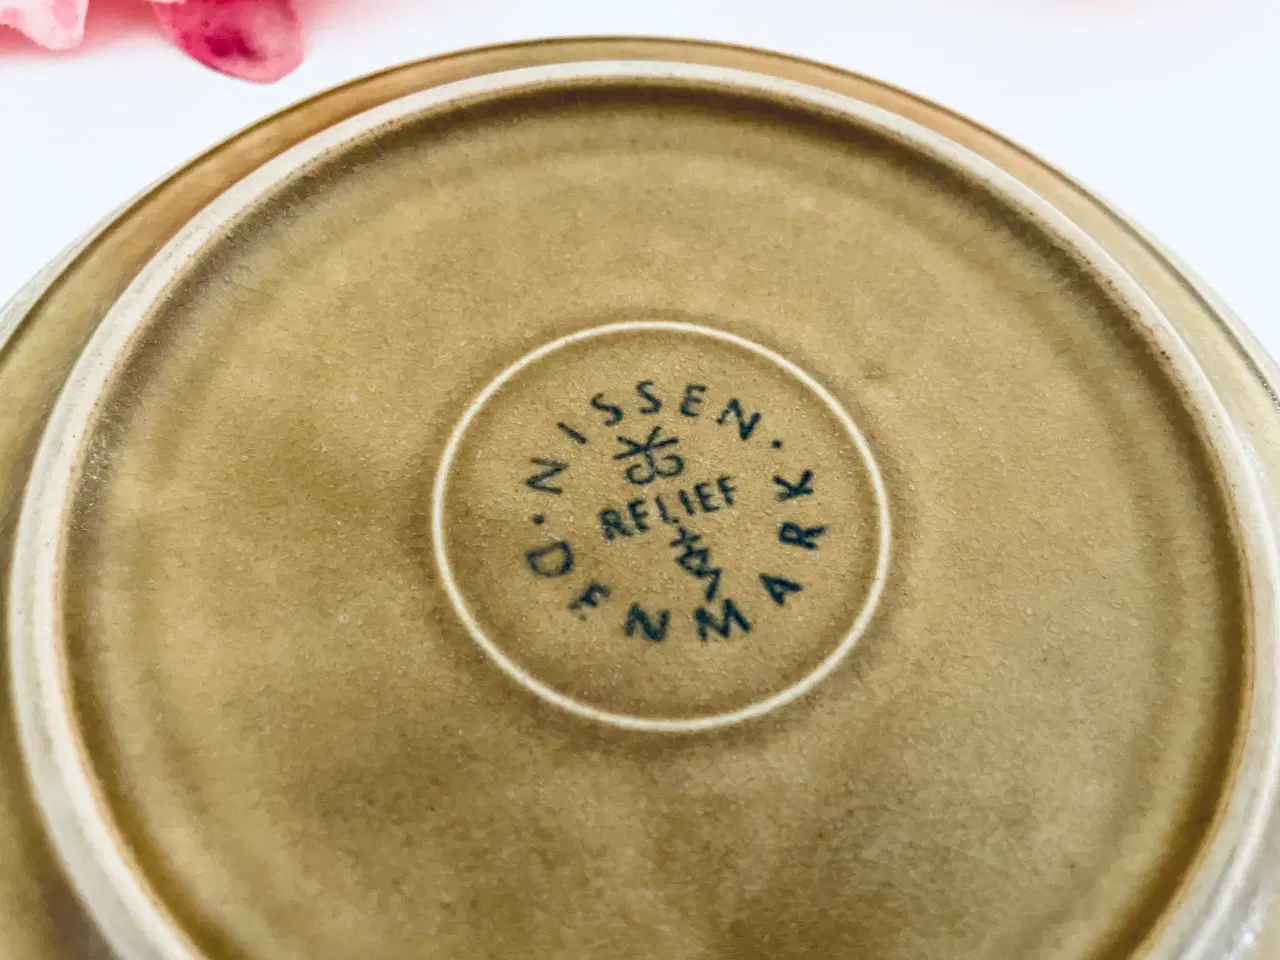 · NISSEN ·
RELIEF
DENMARK